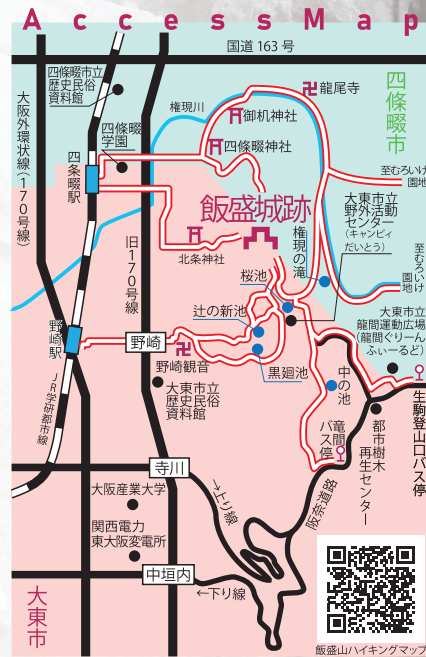 Access Map
国道163号
四條畷市立
歴史民俗
資料館
大阪外環状線(170号線)
権現川
龍尾寺
御机神社
四條畷市
四條畷
学園
四條畷神社
四条畷駅
至むろいけ
園地
飯盛城跡
大東市立
野外活動
センター
(キャンピィ
だいとう)
権現の滝
北条神社
旧170号線
至むろいけ
園地
桜池
辻の新池
大東市立
龍間運動広場
(龍間ぐりーん
ふぃーるど)
野崎駅
野崎
野崎観音
黒廻池
JR学研都市線
大東市立
歴史民俗
資料館
中の池
生駒登山口バス停
竜間
バス停
都市樹木
再生センター
寺川
阪奈道路
大阪産業大学
→上り線
関西電力
東大阪変電所
中垣内
←下り線
大東市
飯盛山ハイキングマップ